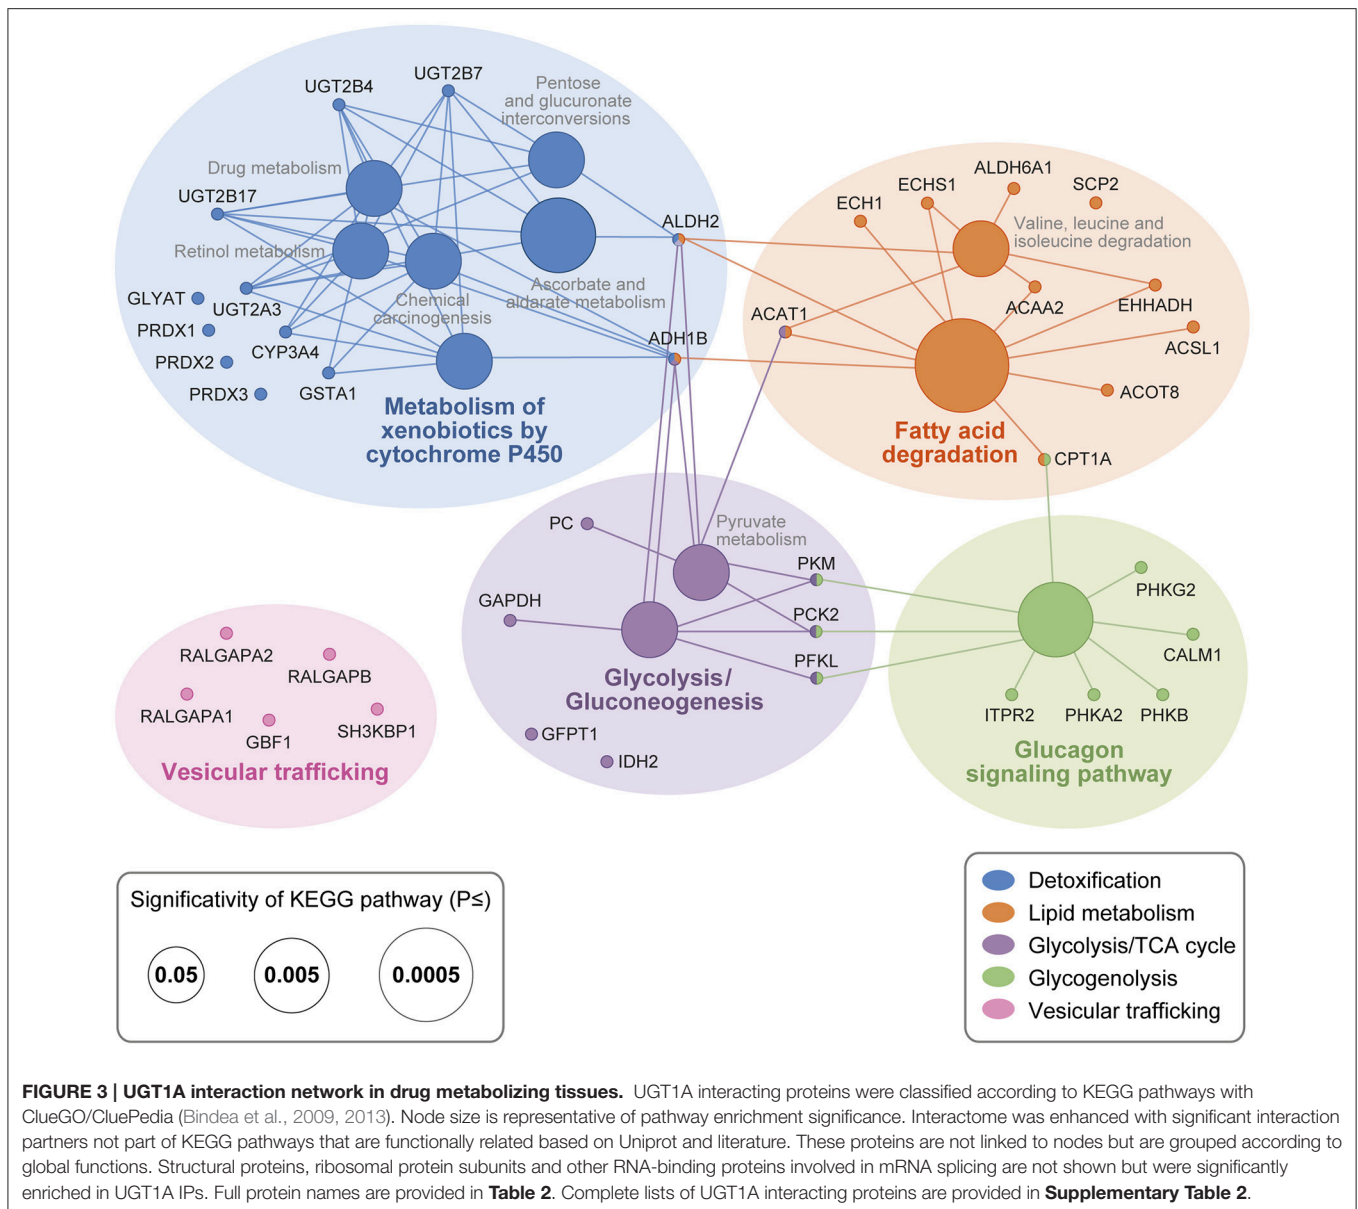 UGT2B4
UGT2B7
Pentose
and glucuronate
interconversions
Drug metabolism
UGT2B17
Retinol metabolism
GLYAT
UGT2A3
Chemical
carcinogenesis
Ascorbate and
aldarate metabolism
PRDX1
CYP3A4
PRDX2
PRDX3
GSTA1
Metabolism of
xenobiotics by
cytochrome P450
ALDH2
ADH1B
ECH1
ECHS1
ALDH6A1
SCP2
Valine, leucine and
isoleucine degradation
ACAT1
ACAA2
EHHADH
ACSL1
ACOT8
Fatty acid
degradation
CPT1A
PC
Pyruvate
metabolism
GAPDH
PKM
PCK2
PFKL
Glycolysis/
Gluconeogenesis
GFPT1
IDH2
PHKG2
CALM1
ITPR2
PHKA2
PHKB
Glucagon
signaling pathway
RALGAPA2
RALGAPB
RALGAPA1
GBF1
SH3KBP1
Vesicular trafficking
Significativity of KEGG pathway (P≤)
0.05
0.005
0.0005
Detoxification
Lipid metabolism
Glycolysis/TCA cycle
Glycogenolysis
Vesicular trafficking
FIGURE 3 | UGT1A interaction network in drug metabolizing tissues. UGT1A interacting proteins were classified according to KEGG pathways with
ClueGO/CluePedia (Bindea et al., 2009, 2013). Node size is representative of pathway enrichment significance. Interactome was enhanced with significant interaction
partners not part of KEGG pathways that are functionally related based on Uniprot and literature. These proteins are not linked to nodes but are grouped according to
global functions. Structural proteins, ribosomal protein subunits and other RNA-binding proteins involved in mRNA splicing are not shown but were significantly
enriched in UGT1A IPs. Full protein names are provided in Table 2. Complete lists of UGT1A interacting proteins are provided in Supplementary Table 2.